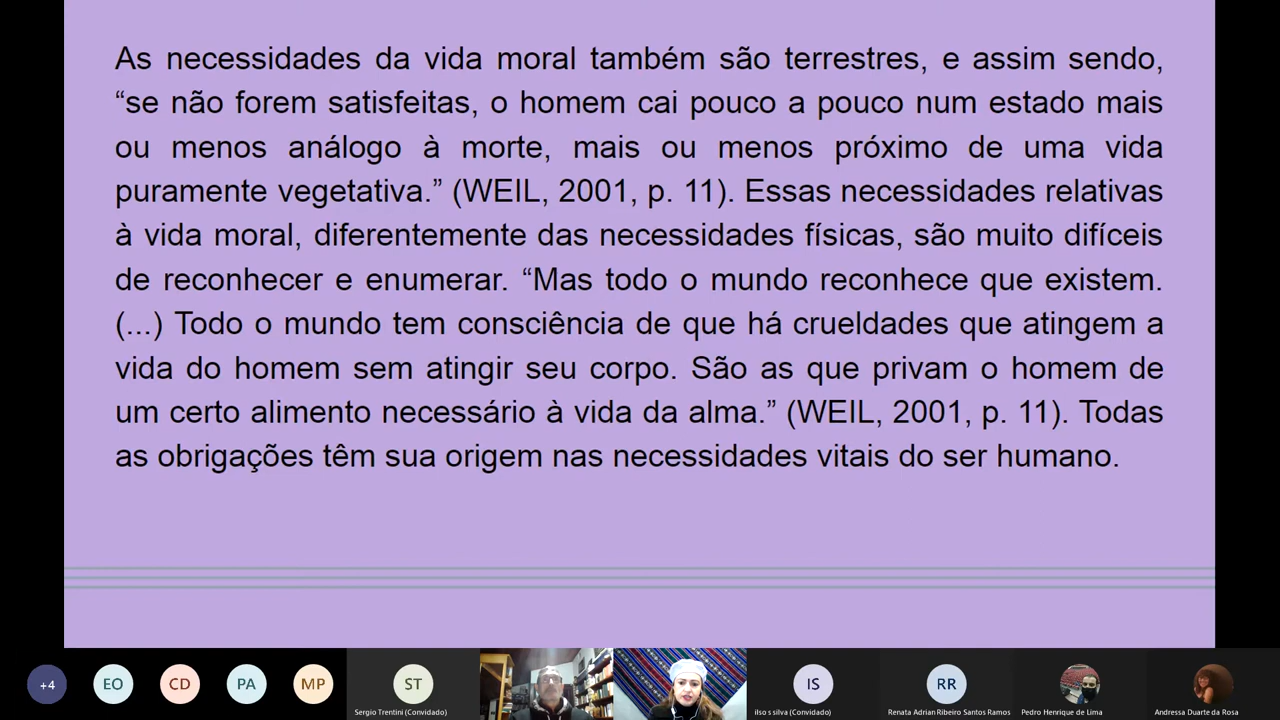 As necessidades da vida moral também são terrestres, e assim sendo,
“se não forem satisfeitas, o homem cai pouco a pouco num estado mais
ou menos análogo à morte, mais ou menos próximo de uma vida
puramente vegetativa.” (WEIL, 2001, p. 11). Essas necessidades relativas
à vida moral, diferentemente das necessidades físicas, são muito difíceis
de reconhecer e enumerar. “Mas todo o mundo reconhece que existem.
(...) Todo o mundo tem consciência de que há crueldades que atingem a
vida do homem sem atingir seu corpo. São as que privam o homem de
um certo alimento necessário à vida da alma.” (WEIL, 2001, p. 11). Todas
as obrigações têm sua origem nas necessidades vitais do ser humano.
+4 EO CD PA MP ST IS RR
Sergio Trentini (Convidado) ilso s silva (Convidado) Renata Adrian Ribeiro Santos Ramos Pedro Henrique de Lima Andressa Duarte da Rosa